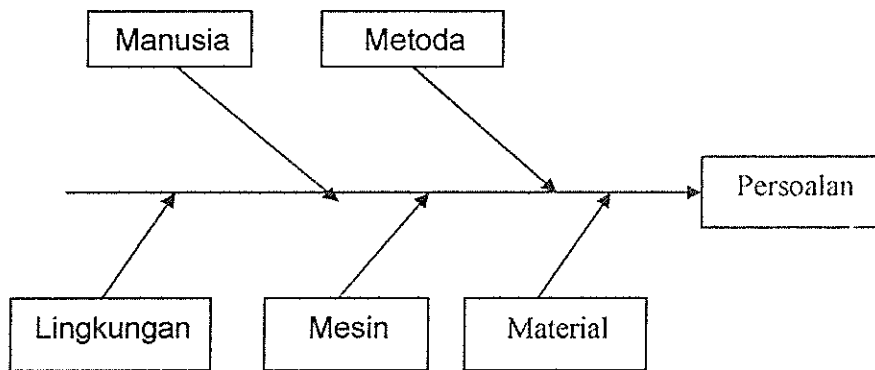 Manusia
Metoda
Persoalan
Lingkungan
Mesin
Material